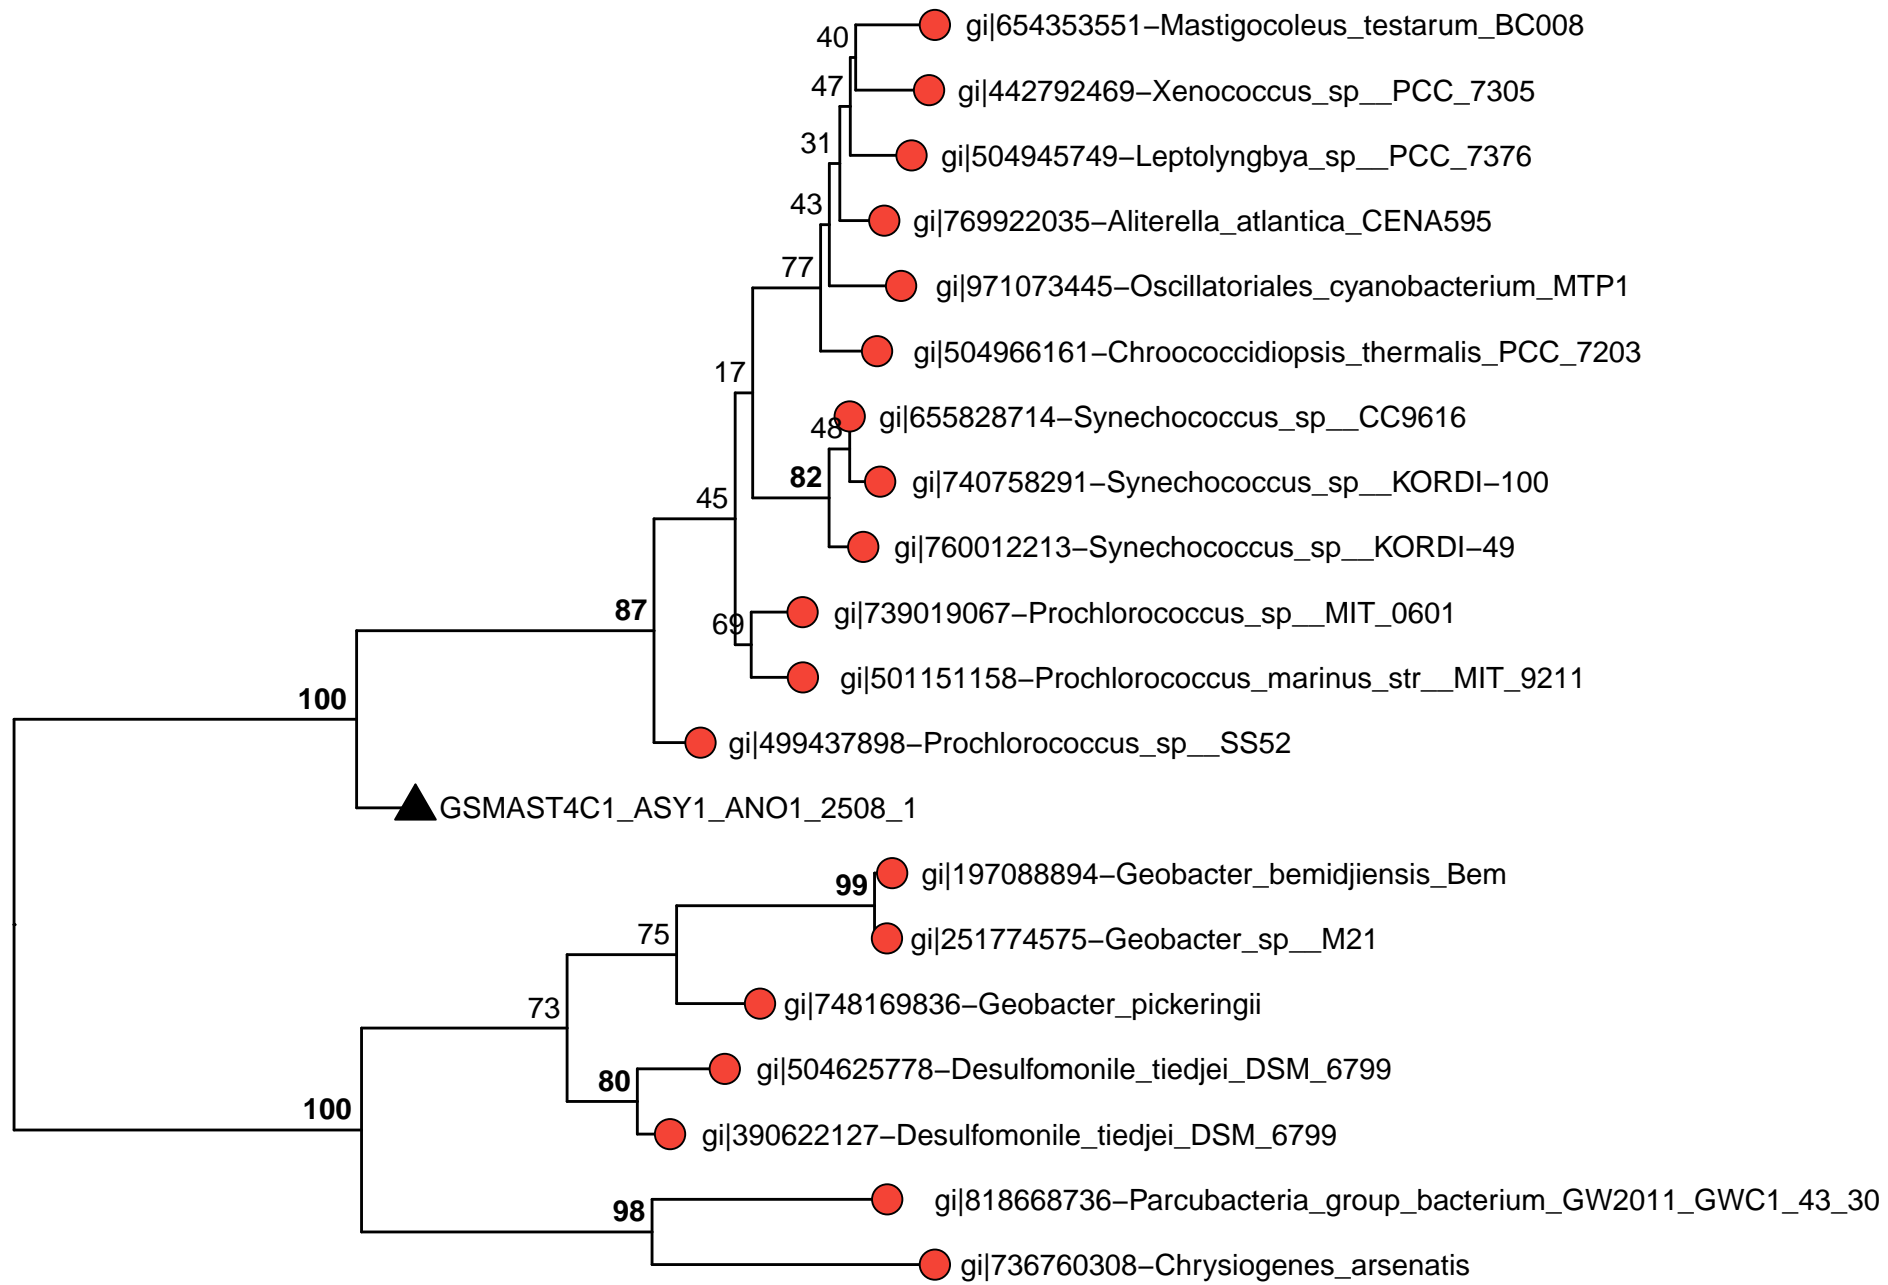 gi|654353551–Mastigocoleus_testarum_BC008
40
gi|442792469–Xenococcus_sp__PCC_7305
47
gi|504945749–Leptolyngbya_sp__PCC_7376
31
gi|769922035–Aliterella_atlantica_CENA595
43
gi|971073445–Oscillatoriales_cyanobacterium_MTP1
77
gi|504966161–Chroococcidiopsis_thermalis_PCC_7203
17
gi|655828714–Synechococcus_sp__CC9616
48
gi|740758291–Synechococcus_sp__KORDI–100
82
45
gi|760012213–Synechococcus_sp__KORDI–49
87
gi|739019067–Prochlorococcus_sp__MIT_0601
69
gi|501151158–Prochlorococcus_marinus_str__MIT_9211
100
gi|499437898–Prochlorococcus_sp__SS52
GSMAST4C1_ASY1_ANO1_2508_1
gi|197088894–Geobacter_bemidjiensis_Bem
99
gi|251774575–Geobacter_sp__M21
75
gi|748169836–Geobacter_pickeringii
73
gi|504625778–Desulfomonile_tiedjei_DSM_6799
80
100
gi|390622127–Desulfomonile_tiedjei_DSM_6799
gi|818668736–Parcubacteria_group_bacterium_GW2011_GWC1_43_30
98
gi|736760308–Chrysiogenes_arsenatis